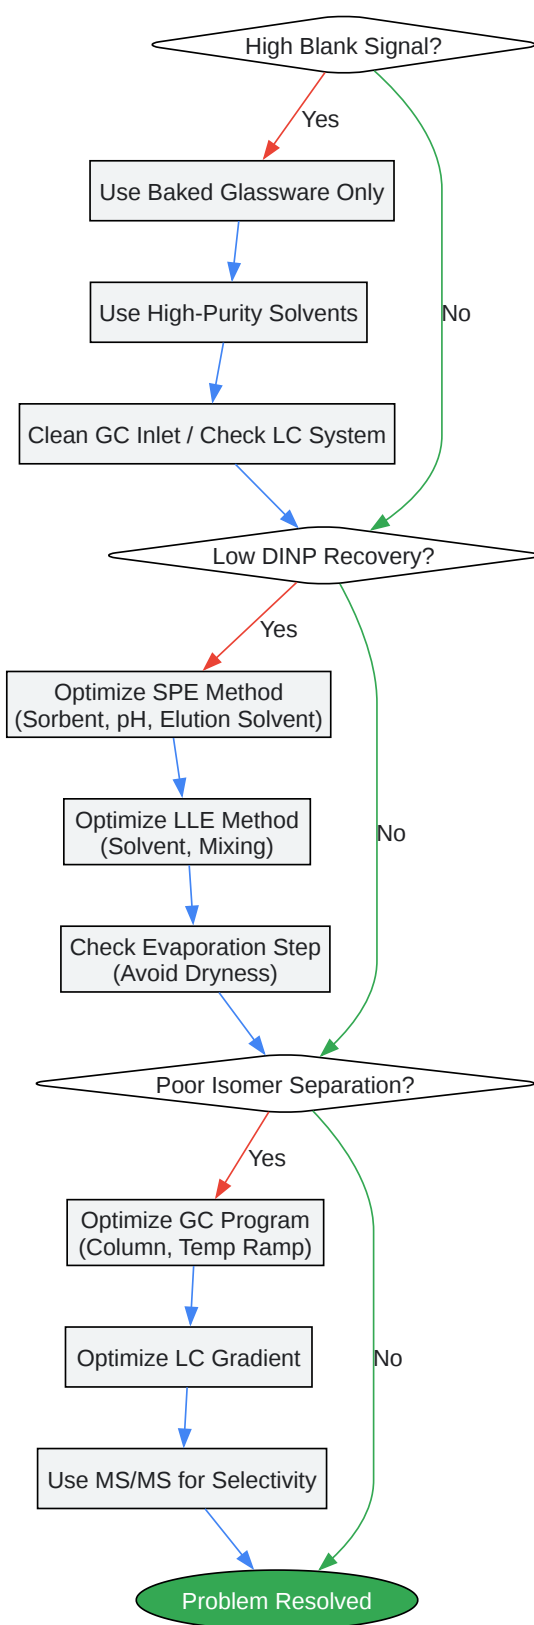 High Blank Signal?
Yes
Use Baked Glassware Only
Use High-Purity Solvents
No
Clean GC Inlet / Check LC System
Low DINP Recovery?
Yes
Optimize SPE Method
(Sorbent, pH, Elution Solvent)
Optimize LLE Method
(Solvent, Mixing)
No
Check Evaporation Step
(Avoid Dryness)
Poor Isomer Separation?
Yes
Optimize GC Program
(Column, Temp Ramp)
Optimize LC Gradient
No
Use MS/MS for Selectivity
Problem Resolved